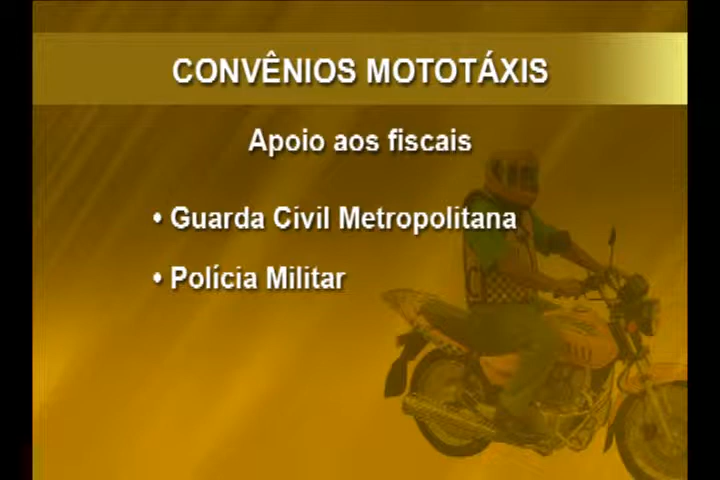 CONVÊNIOS MOTOTÁXIS
Apoio aos fiscais
• Guarda Civil Metropolitana
• Polícia Militar